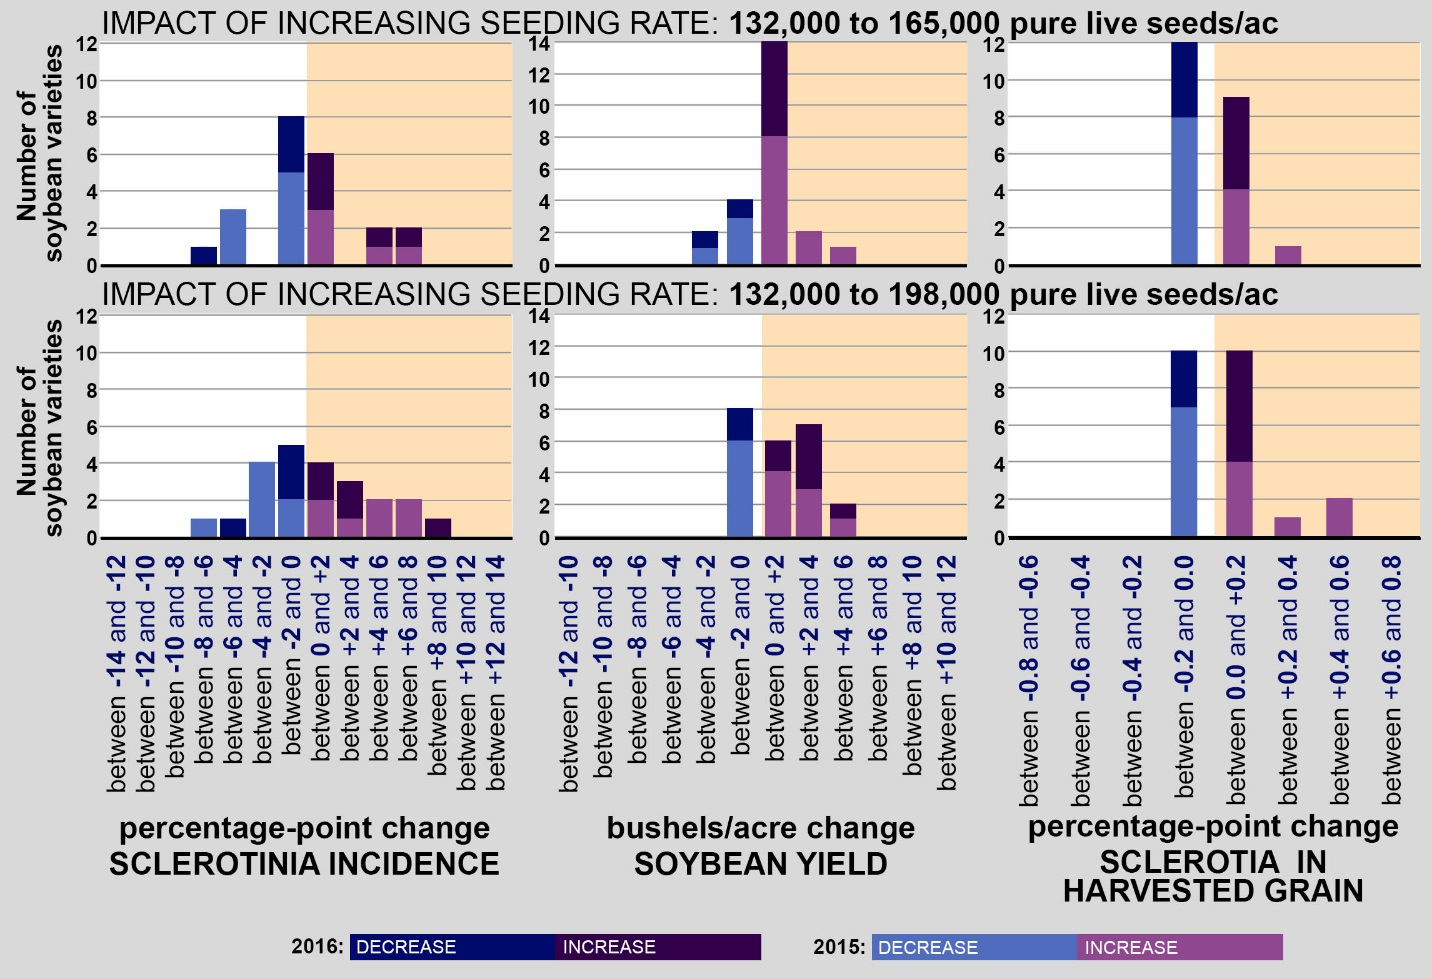 IMPACT OF INCREASING SEEDING RATE: 132,000 to 165,000 pure live seeds/ac
Number of
soybean varieties
12
10
8
6
4
2
0
14
12
10
8
6
4
2
0
12
10
8
6
4
2
0
IMPACT OF INCREASING SEEDING RATE: 132,000 to 198,000 pure live seeds/ac
Number of
soybean varieties
12
10
8
6
4
2
0
14
12
10
8
6
4
2
0
12
10
8
6
4
2
0
between -14 and -12
between -12 and -10
between -10 and -8
between -8 and -6
between -6 and -4
between -4 and -2
between -2 and 0
between 0 and +2
between +2 and 4
between +4 and 6
between +6 and 8
between +8 and 10
between +10 and 12
between +12 and 14
between -12 and -10
between -10 and -8
between -8 and -6
between -6 and -4
between -4 and -2
between -2 and 0
between 0 and +2
between +2 and 4
between +4 and 6
between +6 and 8
between +8 and 10
between +10 and 12
between -0.8 and -0.6
between -0.6 and -0.4
between -0.4 and -0.2
between -0.2 and 0.0
between 0.0 and +0.2
between +0.2 and 0.4
between +0.4 and 0.6
between +0.6 and 0.8
percentage-point change
SCLEROTINIA INCIDENCE
bushels/acre change
SOYBEAN YIELD
percentage-point change
SCLEROTIA IN
HARVESTED GRAIN
2016: DECREASE INCREASE
2015: DECREASE INCREASE